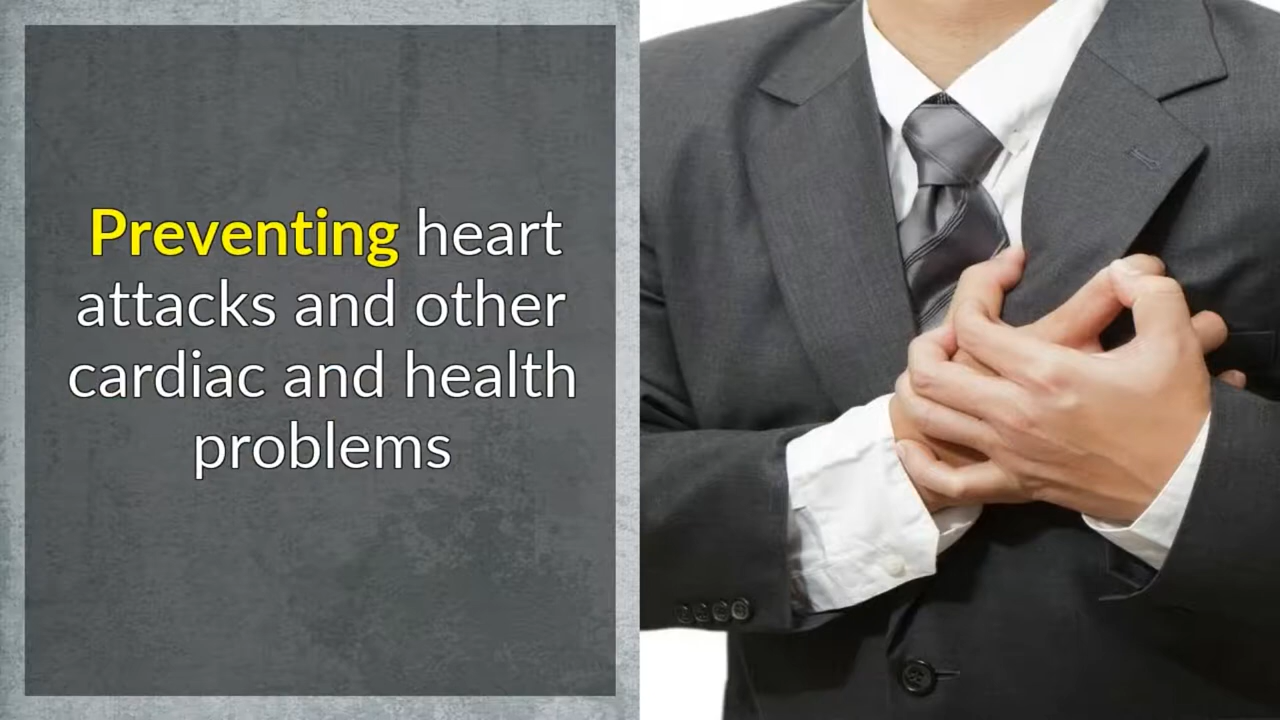 Preventing heart
attacks and other
cardiac and health
problems